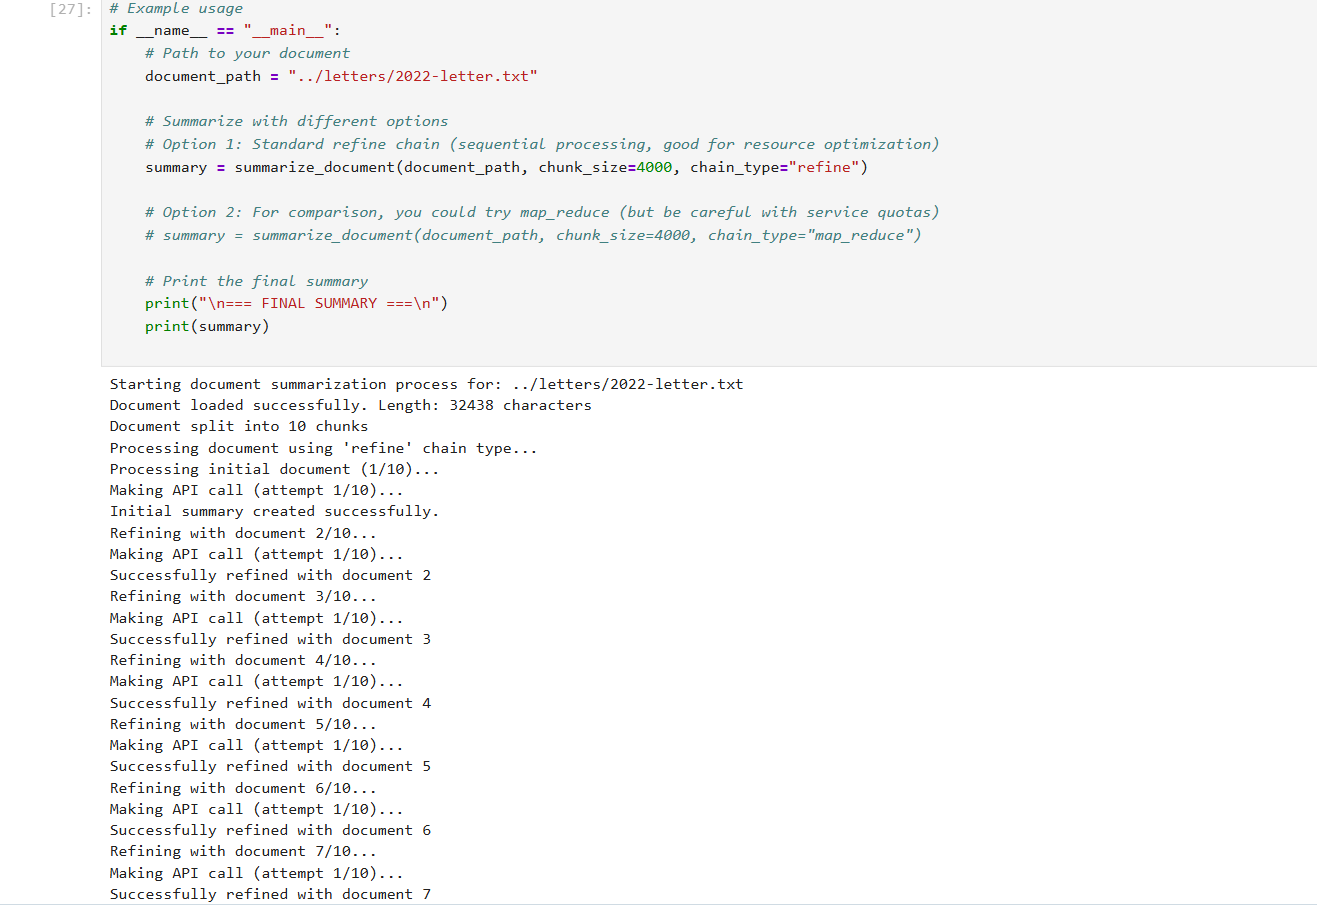 [27]: # Example usage
if __name__ == "__main__":
    # Path to your document
    document_path = "../letters/2022-letter.txt"

    # Summarize with different options
    # Option 1: Standard refine chain (sequential processing, good for resource optimization)
    summary = summarize_document(document_path, chunk_size=4000, chain_type="refine")

    # Option 2: For comparison, you could try map_reduce (but be careful with service quotas)
    # summary = summarize_document(document_path, chunk_size=4000, chain_type="map_reduce")

    # Print the final summary
    print("\n=== FINAL SUMMARY ===\n")
    print(summary)

Starting document summarization process for: ../letters/2022-letter.txt
Document loaded successfully. Length: 32438 characters
Document split into 10 chunks
Processing document using 'refine' chain type...
Processing initial document (1/10)...
Making API call (attempt 1/10)...
Initial summary created successfully.
Refining with document 2/10...
Making API call (attempt 1/10)...
Successfully refined with document 2
Refining with document 3/10...
Making API call (attempt 1/10)...
Successfully refined with document 3
Refining with document 4/10...
Making API call (attempt 1/10)...
Successfully refined with document 4
Refining with document 5/10...
Making API call (attempt 1/10)...
Successfully refined with document 5
Refining with document 6/10...
Making API call (attempt 1/10)...
Successfully refined with document 6
Refining with document 7/10...
Making API call (attempt 1/10)...
Successfully refined with document 7